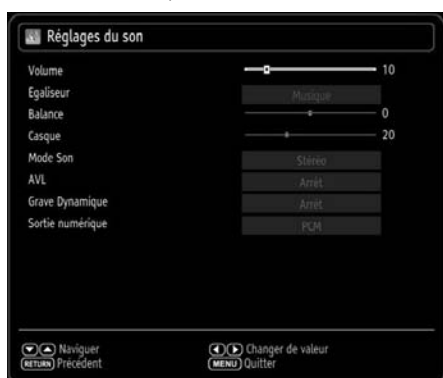 Réglages du son
Volume 10
Egaliseur Musique
Balance 0
Casque 20
Mode Son Stéréo
AVL Arrêt
Grave Dynamique Arrêt
Sortie numérique PCM
Naviguer Changer de valeur
RETURN Précédent MENU Quitter